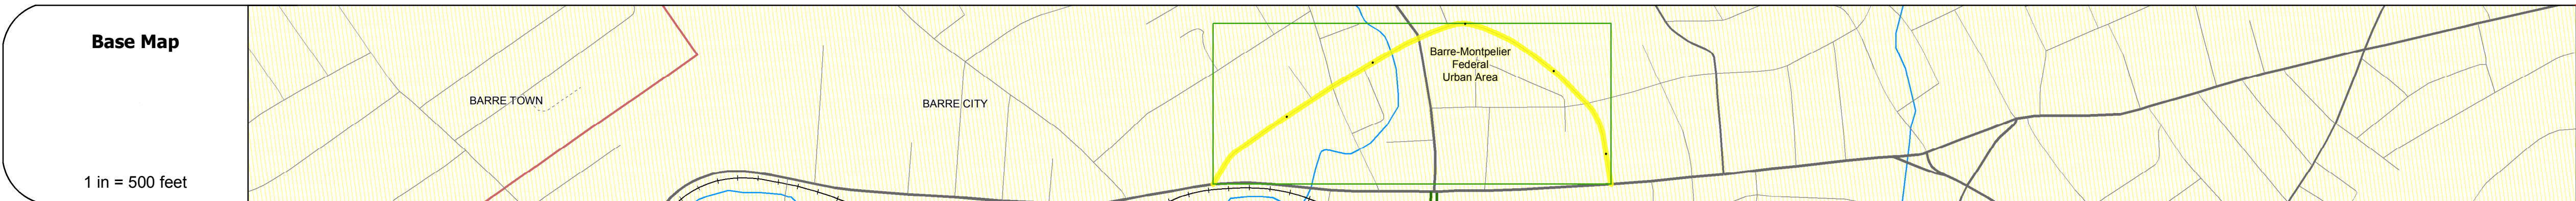 Base Map
1 in = 500 feet
BARRE TOWN
BARRE CITY
Barre-Montpelier
Federal
Urban Area